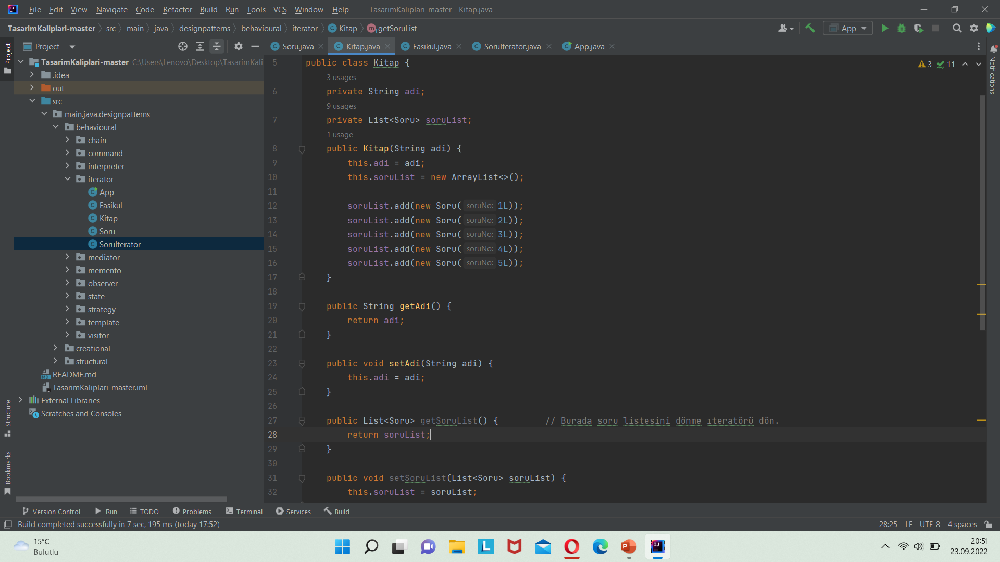 File Edit View Navigate Code Refactor Build Run Tools VCS Window Help TasarimKaliplari-master - Kitap.java
TasarimKaliplari-master src main java designpatterns behavioural iterator Kitap getSoruList App
Project
Soru.java Kitap.java Fasikul.java SoruIterator.java App.java
Project
Structure
Bookmarks
Notifications
TasarimKaliplari-master C:\Users\Lenovo\Desktop\TasarimKali
.idea
out
src
main.java.designpatterns
behavioural
chain
command
interpreter
iterator
App
Fasikul
Kitap
Soru
SoruIterator
mediator
memento
observer
state
strategy
template
visitor
creational
structural
README.md
TasarimKaliplari-master.iml
External Libraries
Scratches and Consoles
3 11
5 public class Kitap {
3 usages
6 private String adi;
9 usages
7 private List<Soru> soruList;
1 usage
8 public Kitap(String adi) {
9 this.adi = adi;
10 this.soruList = new ArrayList<>();
11
12 soruList.add(new Soru( soruNo: 1L));
13 soruList.add(new Soru( soruNo: 2L));
14 soruList.add(new Soru( soruNo: 3L));
15 soruList.add(new Soru( soruNo: 4L));
16 soruList.add(new Soru( soruNo: 5L));
17 }
18
19 public String getAdi() {
20 return adi;
21 }
22
23 public void setAdi(String adi) {
24 this.adi = adi;
25 }
26
27 public List<Soru> getSoruList() { // Burada soru listesini dönme ıteratörü dön.
28 return soruList;
29 }
30
31 public void setSoruList(List<Soru> soruList) {
32 this.soruList = soruList;
Version Control Run TODO Problems Terminal Services Build
Build completed successfully in 7 sec, 195 ms (today 17:52) 28:25 LF UTF-8 4 spaces
15°C
Bulutlu
20:51
23.09.2022